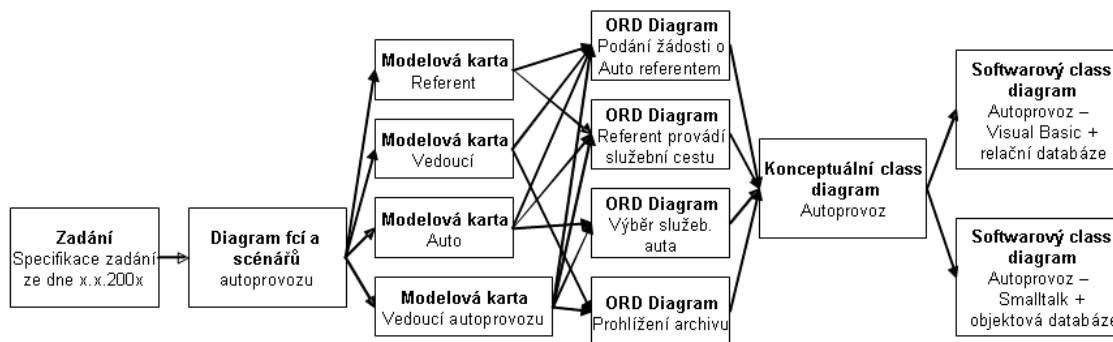 Zadání
Specifikace zadání
ze dne x.x.200x
Diagram fcí a
scénářů
autoprovozu
Modelová karta
Referent
Modelová karta
Vedoucí
Modelová karta
Auto
Modelová karta
Vedoucí autoprovozu
ORD Diagram
Podání žádosti o
Auto referentem
ORD Diagram
Referent provádí
služební cestu
ORD Diagram
Výběr služeb.
auta
ORD Diagram
Prohlížení archivu
Konceptuální class
diagram
Autoprovoz
Softwarový class
diagram
Autoprovoz –
Visual Basic +
relační databáze
Softwarový class
diagram
Autoprovoz –
Smalltalk +
objektová databáze